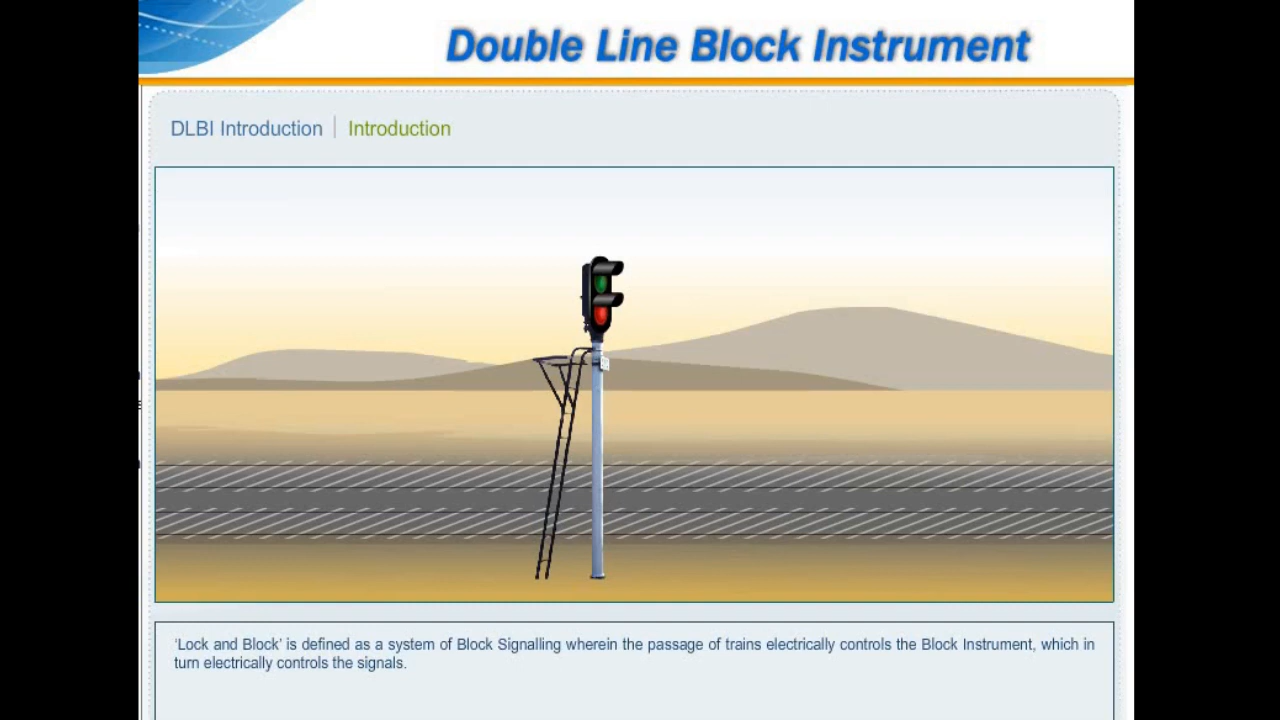 Double Line Block Instrument
DLBI Introduction | Introduction
‘Lock and Block’ is defined as a system of Block Signalling wherein the passage of trains electrically controls the Block Instrument, which in
turn electrically controls the signals.